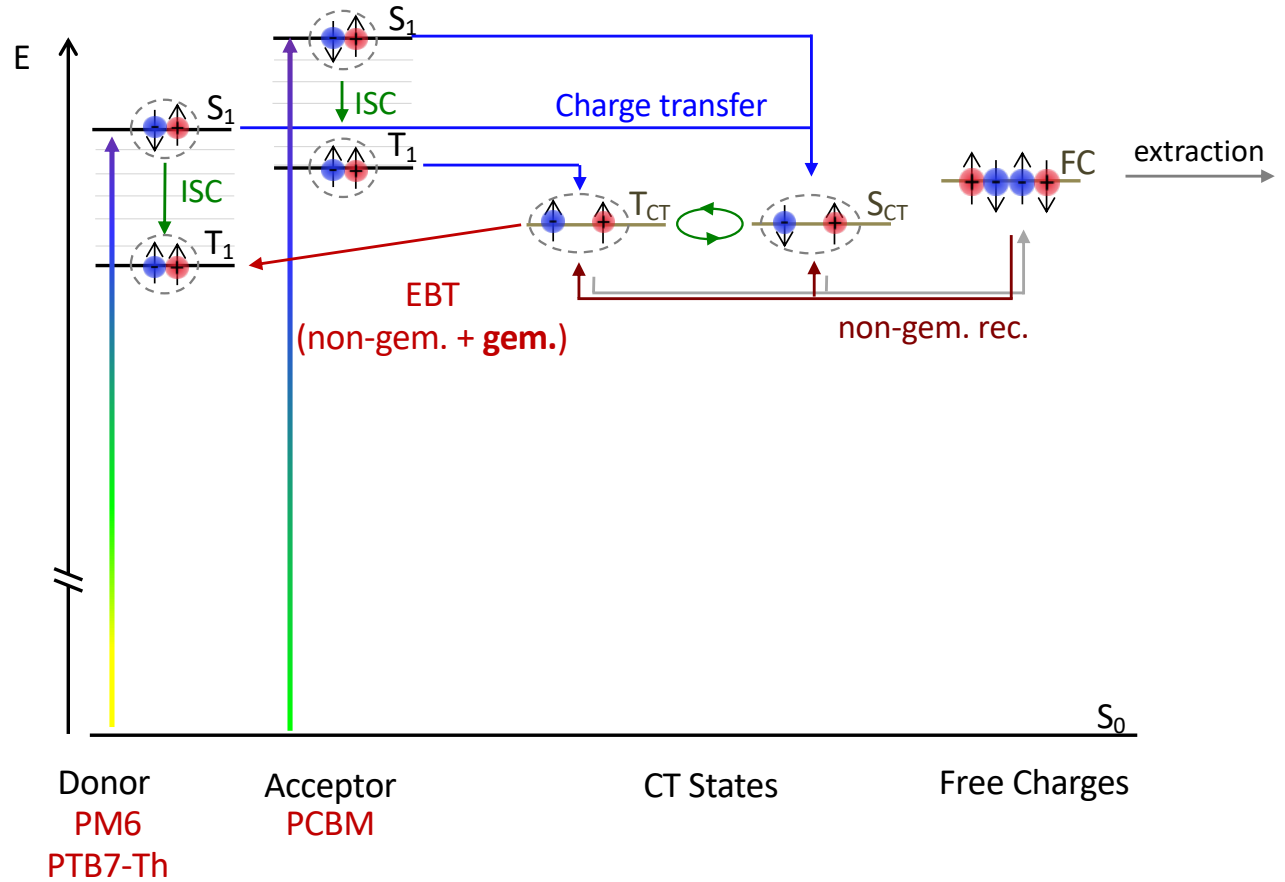 S1
E
S1
ISC
Charge transfer
T1
FC
extraction
ISC
TCT
SCT
T1
EBT
(non-gem. + gem.)
non-gem. rec.
S0
Donor
Acceptor
CT States
Free Charges
PM6
PCBM
PTB7-Th